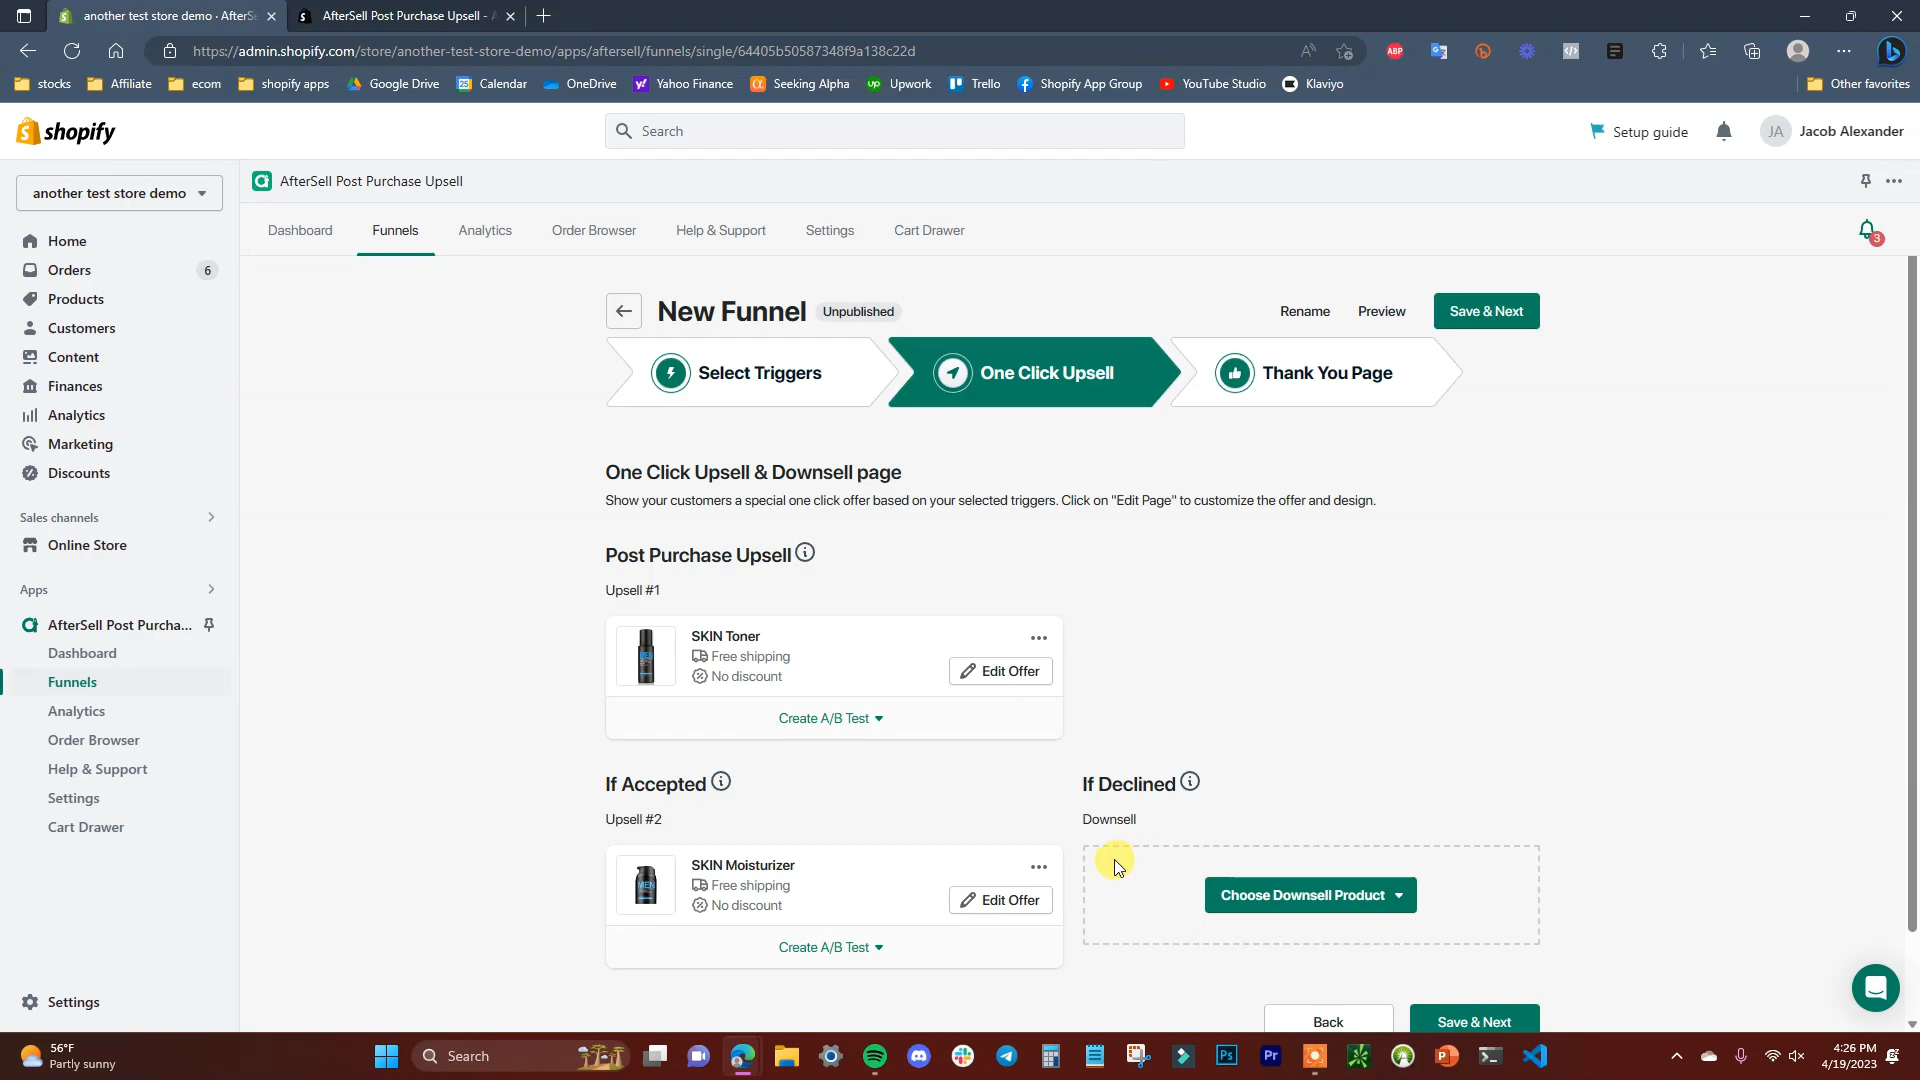 another test store demo · AfterSe
AfterSell Post Purchase Upsell - A
https://admin.shopify.com/store/another-test-store-demo/apps/aftersell/funnels/single/64405b50587348f9a138c22d
stocks
Affiliate
ecom
shopify apps
Google Drive
Calendar
OneDrive
Yahoo Finance
Seeking Alpha
Upwork
Trello
Shopify App Group
YouTube Studio
Klaviyo
Other favorites
shopify
Search
Setup guide
JA
Jacob Alexander
another test store demo
AfterSell Post Purchase Upsell
Home
Orders
6
Products
Customers
Content
Finances
Analytics
Marketing
Discounts
Sales channels
Online Store
Apps
AfterSell Post Purcha...
Dashboard
Funnels
Analytics
Order Browser
Help & Support
Settings
Cart Drawer
Settings
Dashboard
Funnels
Analytics
Order Browser
Help & Support
Settings
Cart Drawer
3
New Funnel
Unpublished
Rename
Preview
Save & Next
Select Triggers
One Click Upsell
Thank You Page
One Click Upsell & Downsell page
Show your customers a special one click offer based on your selected triggers. Click on "Edit Page" to customize the offer and design.
Post Purchase Upsell
Upsell #1
SKIN Toner
Free shipping
No discount
Edit Offer
Create A/B Test
If Accepted
Upsell #2
MEN
SKIN Moisturizer
Free shipping
No discount
Edit Offer
Create A/B Test
If Declined
Downsell
Choose Downsell Product
Back
Save & Next
56°F
Partly sunny
Search
4:26 PM
4/19/2023